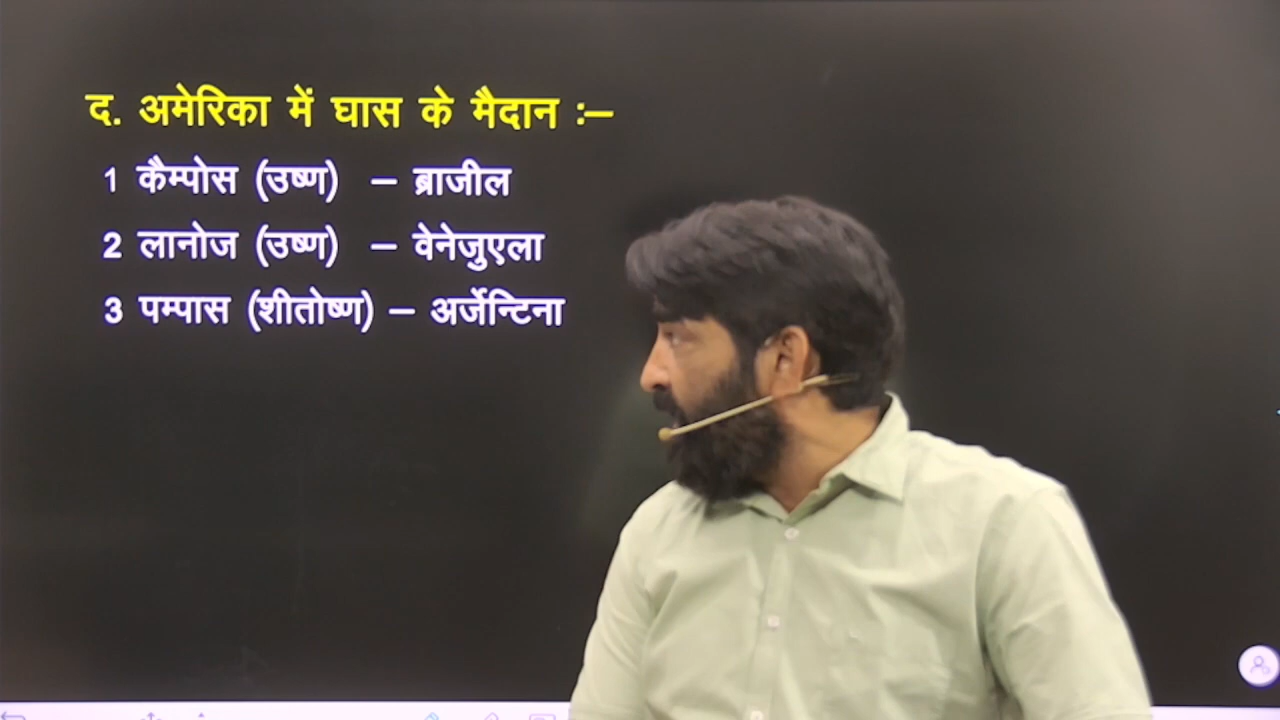 द. अमेरिका में घास के मैदान :–
1 कैम्पोस (उष्ण) – ब्राजील
2 लानोज (उष्ण) – वेनेजुएला
3 पम्पास (शीतोष्ण) – अर्जेन्टिना